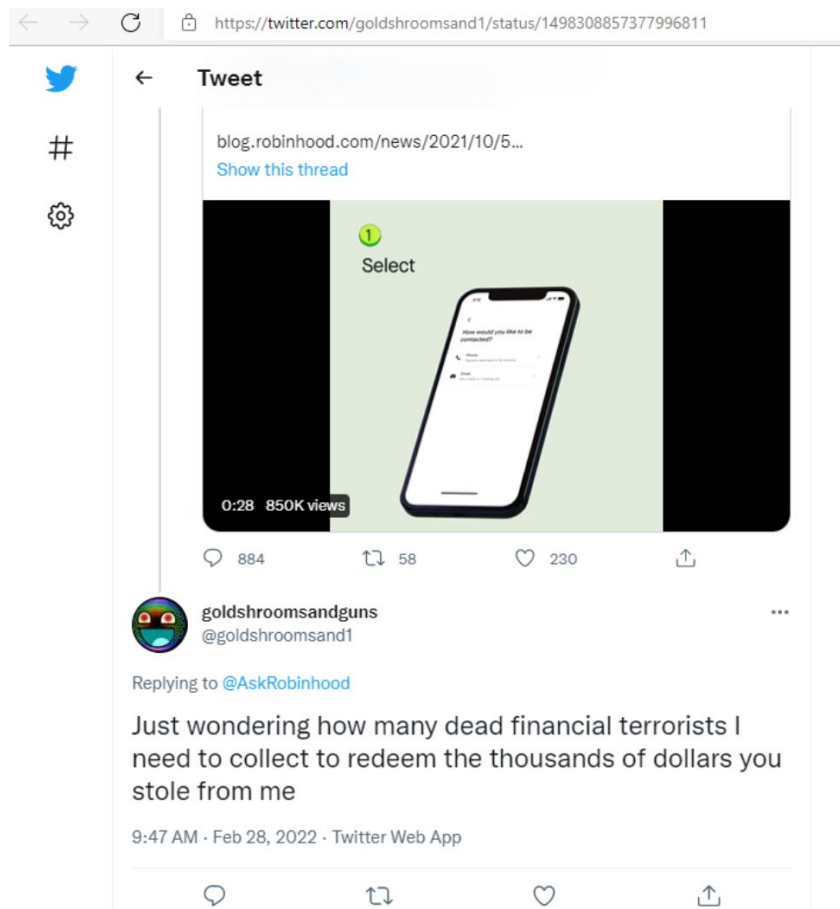 https://twitter.com/goldshroomsand1/status/1498308857377996811
Tweet
blog.robinhood.com/news/2021/10/5...
Show this thread
1
Select
How would you like to be
contacted?
Phone
Email
0:28 850K views
884 58 230
goldshroomsandguns
@goldshroomsand1
Replying to @AskRobinhood
Just wondering how many dead financial terrorists I
need to collect to redeem the thousands of dollars you
stole from me
9:47 AM · Feb 28, 2022 · Twitter Web App